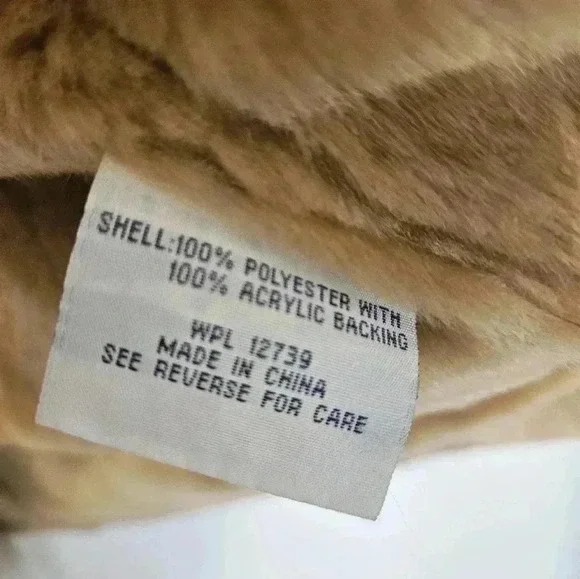 SHELL:100% POLYESTER WITH
100% ACRYLIC BACKING
WPL 12739
MADE IN CHINA
SEE REVERSE FOR CARE